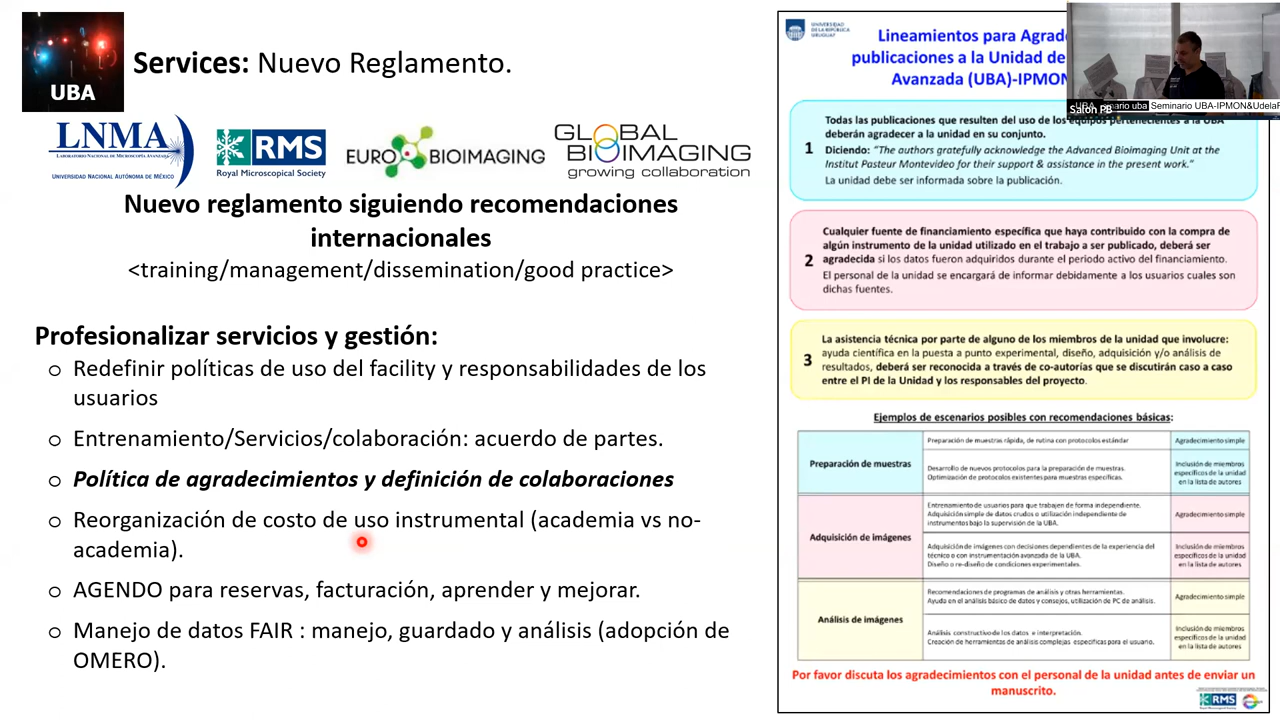 UBA
Services: Nuevo Reglamento.
LNMA
LABORATORIO NACIONAL DE MICROSCOPÍA AVANZADA
UNIVERSIDAD NACIONAL AUTÓNOMA DE MÉXICO
RMS
Royal Microscopical Society
EURO BIOIMAGING
GLOBAL
BIOIMAGING
growing collaboration
Nuevo reglamento siguiendo recomendaciones
internacionales
<training/management/dissemination/good practice>
Profesionalizar servicios y gestión:
o Redefinir políticas de uso del facility y responsabilidades de los
usuarios
o Entrenamiento/Servicios/colaboración: acuerdo de partes.
o Política de agradecimientos y definición de colaboraciones
o Reorganización de costo de uso instrumental (academia vs no-
academia).
o AGENDO para reservas, facturación, aprender y mejorar.
o Manejo de datos FAIR : manejo, guardado y análisis (adopción de
OMERO).
UNIVERSIDAD
DE LA REPÚBLICA
URUGUAY
Lineamientos para Agrade
publicaciones a la Unidad de
Avanzada (UBA)-IPMON
Salón PB
uba
Seminario UBA-IPMON&UdelaR
1
Todas las publicaciones que resulten del uso de los equipos pertenecientes a la UBA
deberán agradecer a la unidad en su conjunto.
Diciendo: “The authors gratefully acknowledge the Advanced Bioimaging Unit at the
Institut Pasteur Montevideo for their support & assistance in the present work.”
La unidad debe ser informada sobre la publicación.
2
Cualquier fuente de financiamiento específica que haya contribuido con la compra de
algún instrumento de la unidad utilizado en el trabajo a ser publicado, deberá ser
agradecida si los datos fueron adquiridos durante el periodo activo del financiamiento.
El personal de la unidad se encargará de informar debidamente a los usuarios cuales son
dichas fuentes.
3
La asistencia técnica por parte de alguno de los miembros de la unidad que involucre:
ayuda científica en la puesta a punto experimental, diseño, adquisición y/o análisis de
resultados, deberá ser reconocida a través de co-autorías que se discutirán caso a caso
entre el PI de la Unidad y los responsables del proyecto.
Ejemplos de escenarios posibles con recomendaciones básicas:
Preparación de muestras
Preparación de muestras rápida, de rutina con protocolos estándar
Agradecimiento simple
Desarrollo de nuevos protocolos para la preparación de muestras.
Optimización de protocolos existentes para muestras específicas.
Inclusión de miembros
específicos de la unidad
en la lista de autores
Adquisición de imágenes
Entrenamiento de usuarios para que trabajen de forma independiente.
Adquisición simple de datos crudos o utilización independiente de
instrumentos bajo la supervisión de la UBA.
Agradecimiento simple
Adquisición de imágenes con decisiones dependientes de la experiencia del
técnico o con instrumentación avanzada de la UBA.
Diseño o re-diseño de condiciones experimentales.
Inclusión de miembros
específicos de la unidad
en la lista de autores
Análisis de imágenes
Recomendaciones de programas de análisis y otras herramientas.
Ayuda en el análisis básico de datos y consejos, utilización de PC de análisis.
Agradecimiento simple
Análisis constructivo de los datos e interpretación.
Creación de herramientas de análisis complejas específicas para el usuario.
Inclusión de miembros
específicos de la unidad
en la lista de autores
Por favor discuta los agradecimientos con el personal de la unidad antes de enviar un
manuscrito.
RMS